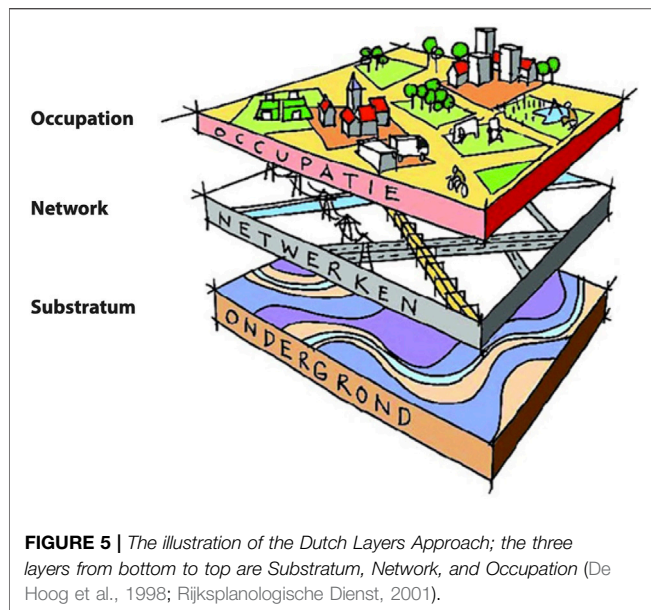 Occupation
OCCUPATIE
Network
NETWERKEN
Substratum
ONDERGROND
FIGURE 5 | The illustration of the Dutch Layers Approach; the three
layers from bottom to top are Substratum, Network, and Occupation (De
Hoog et al., 1998; Rijksplanologische Dienst, 2001).